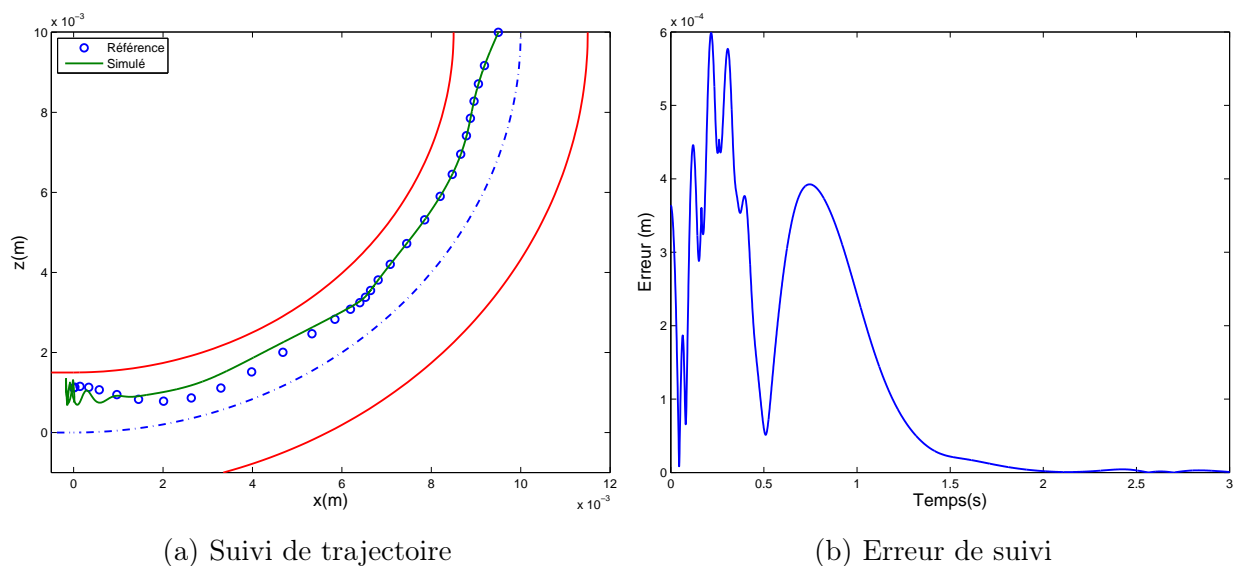 x 10⁻³
10
8
6
4
2
0
z(m)
Référence
Simulé
0 2 4 6 8 10 12
x(m)
x 10⁻³
(a) Suivi de trajectoire
x 10⁻⁴
6
5
4
3
2
1
0
Erreur (m)
0 0.5 1 1.5 2 2.5 3
Temps(s)
(b) Erreur de suivi